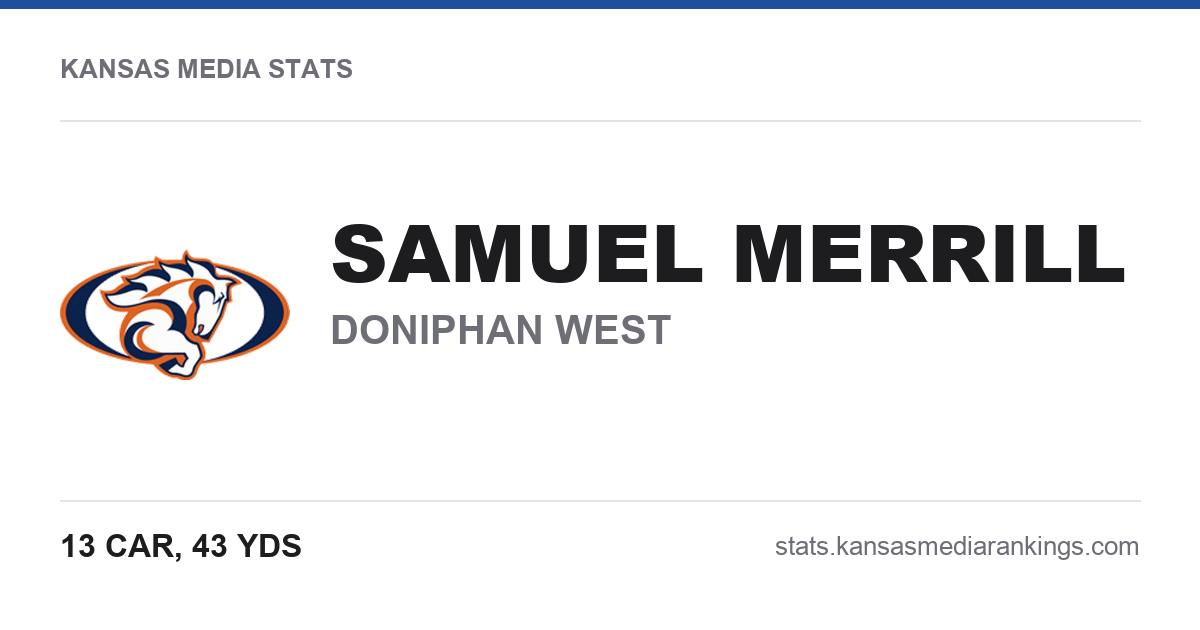 KANSAS MEDIA STATS
SAMUEL MERRILL
DONIPHAN WEST
13 CAR, 43 YDS
stats.kansasmediarankings.com